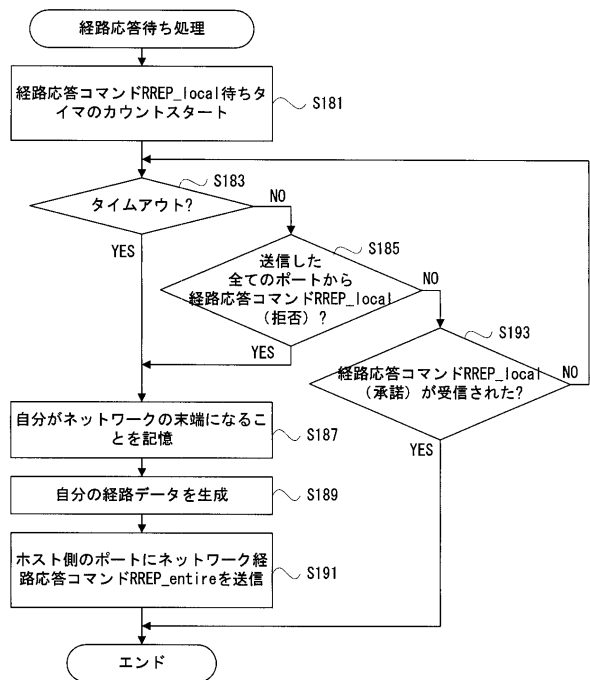 経路応答待ち処理
経路応答コマンドRREP_local待ちタ
イマのカウントスタート
S181
S183
タイムアウト?
NO
YES
S185
送信した
全てのポートから
経路応答コマンドRREP_local
(拒否)?
NO
YES
S193
経路応答コマンドRREP_local
(承諾)が受信された?
NO
YES
自分がネットワークの末端になるこ
とを記憶
S187
自分の経路データを生成
S189
ホスト側のポートにネットワーク経
路応答コマンドRREP_entireを送信
S191
エンド